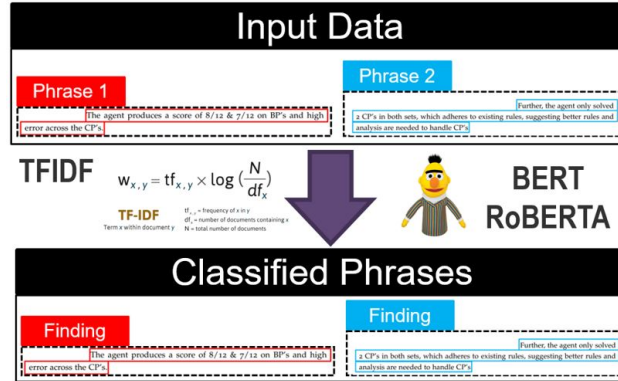 Input Data
Phrase 1
The agent produces a score of 8/12 & 7/12 on BP's and high
error across the CP's.
Phrase 2
Further, the agent only solved
2 CP's in both sets, which adheres to existing rules, suggesting better rules and
analysis are needed to handle CP's
TFIDF
w x, y = tf x, y × log ( N / df x )
TF-IDF
Term x within document y
tf x, y = frequency of x in y
df x = number of documents containing x
N = total number of documents
BERT
RoBERTA
Classified Phrases
Finding
The agent produces a score of 8/12 & 7/12 on BP's and high
error across the CP's.
Finding
Further, the agent only solved
2 CP's in both sets, which adheres to existing rules, suggesting better rules and
analysis are needed to handle CP's